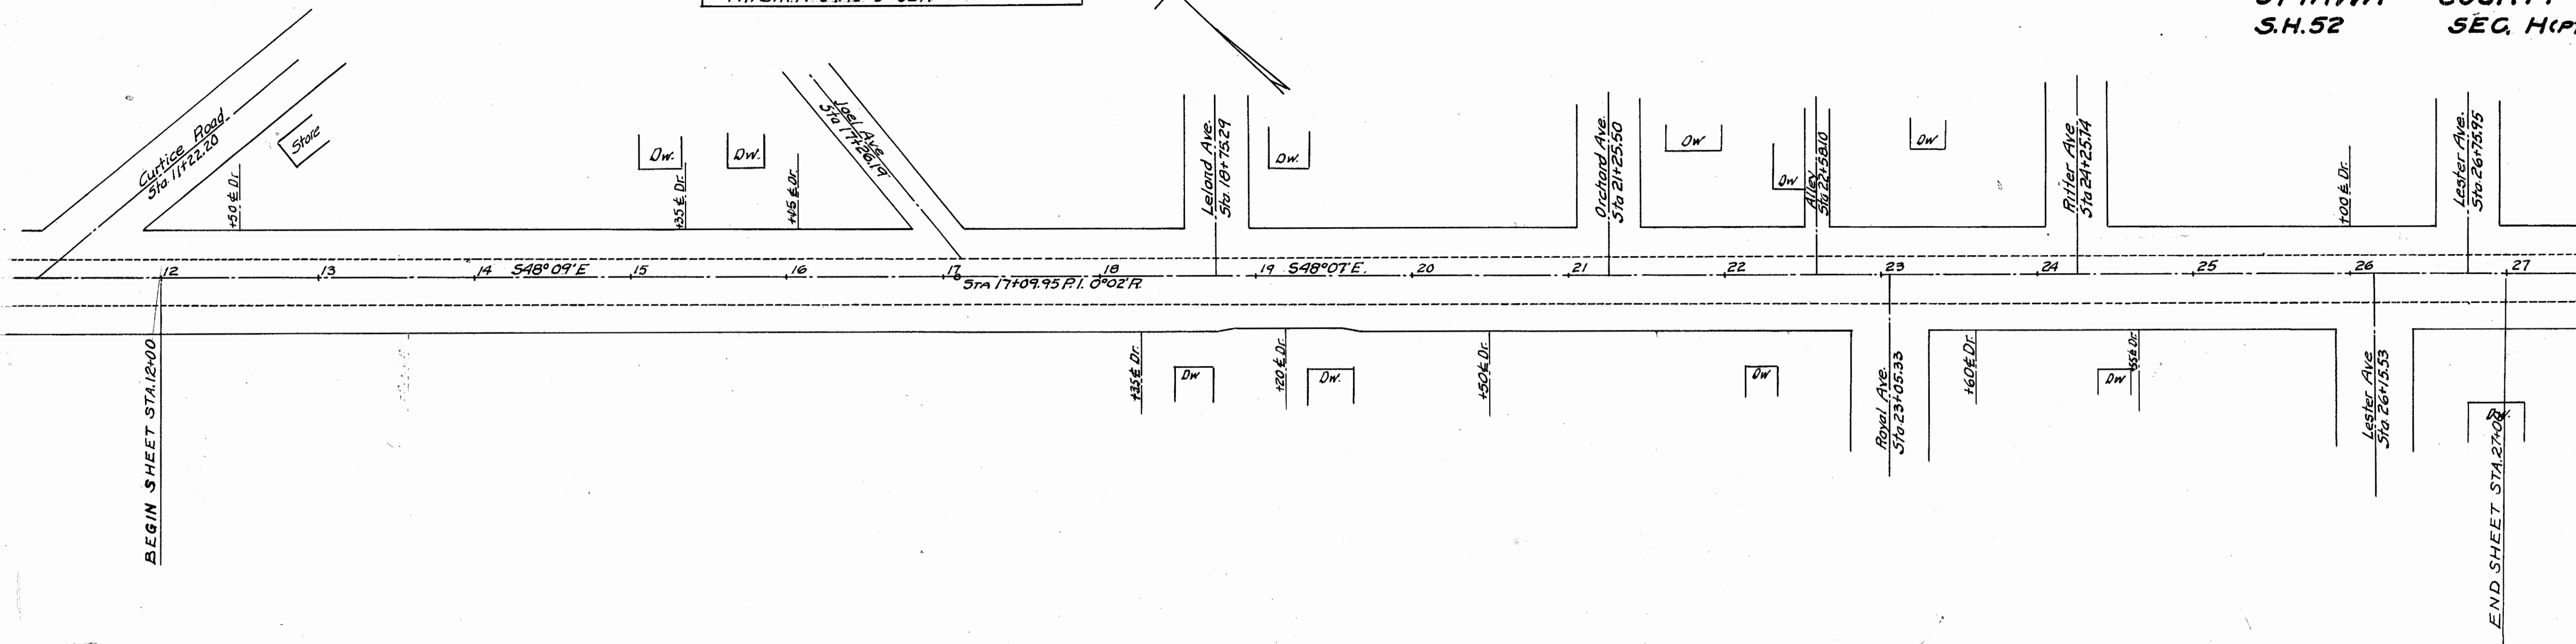 COUNTY
S.H.52 SEC. H(P
Curtice Road
Sta. 11+22.20
Store
+50 ℄ Dr.
Dw.
+35 ℄ Dr.
Dw.
+05 ℄ Dr.
Joel Ave
Sta 17+26.19
Leland Ave.
Sta. 18+75.29
Dw.
Orchard Ave.
Sta 21+25.50
Dw
Dw
Alley
Sta 22+58.10
Dw
Ritter Ave
Sta 24+25.14
+00 ℄ Dr.
Lester Ave.
Sta. 26+75.95
12 13 14 S48°09'E 15 16 17 18 19 S48°07'E. 20 21 22 23 24 25 26 27
STA 17+09.95 P.I. 0°02'R.
BEGIN SHEET STA.12+00
+35 ℄ Dr.
Dw
+20 ℄ Dr.
Dw.
+50 ℄ Dr.
Dw
Royal Ave.
Sta. 23+05.33
+60 ℄ Dr.
Dw
+65 ℄ Dr.
Lester Ave
Sta. 26+15.53
Dw.
END SHEET STA.27+00